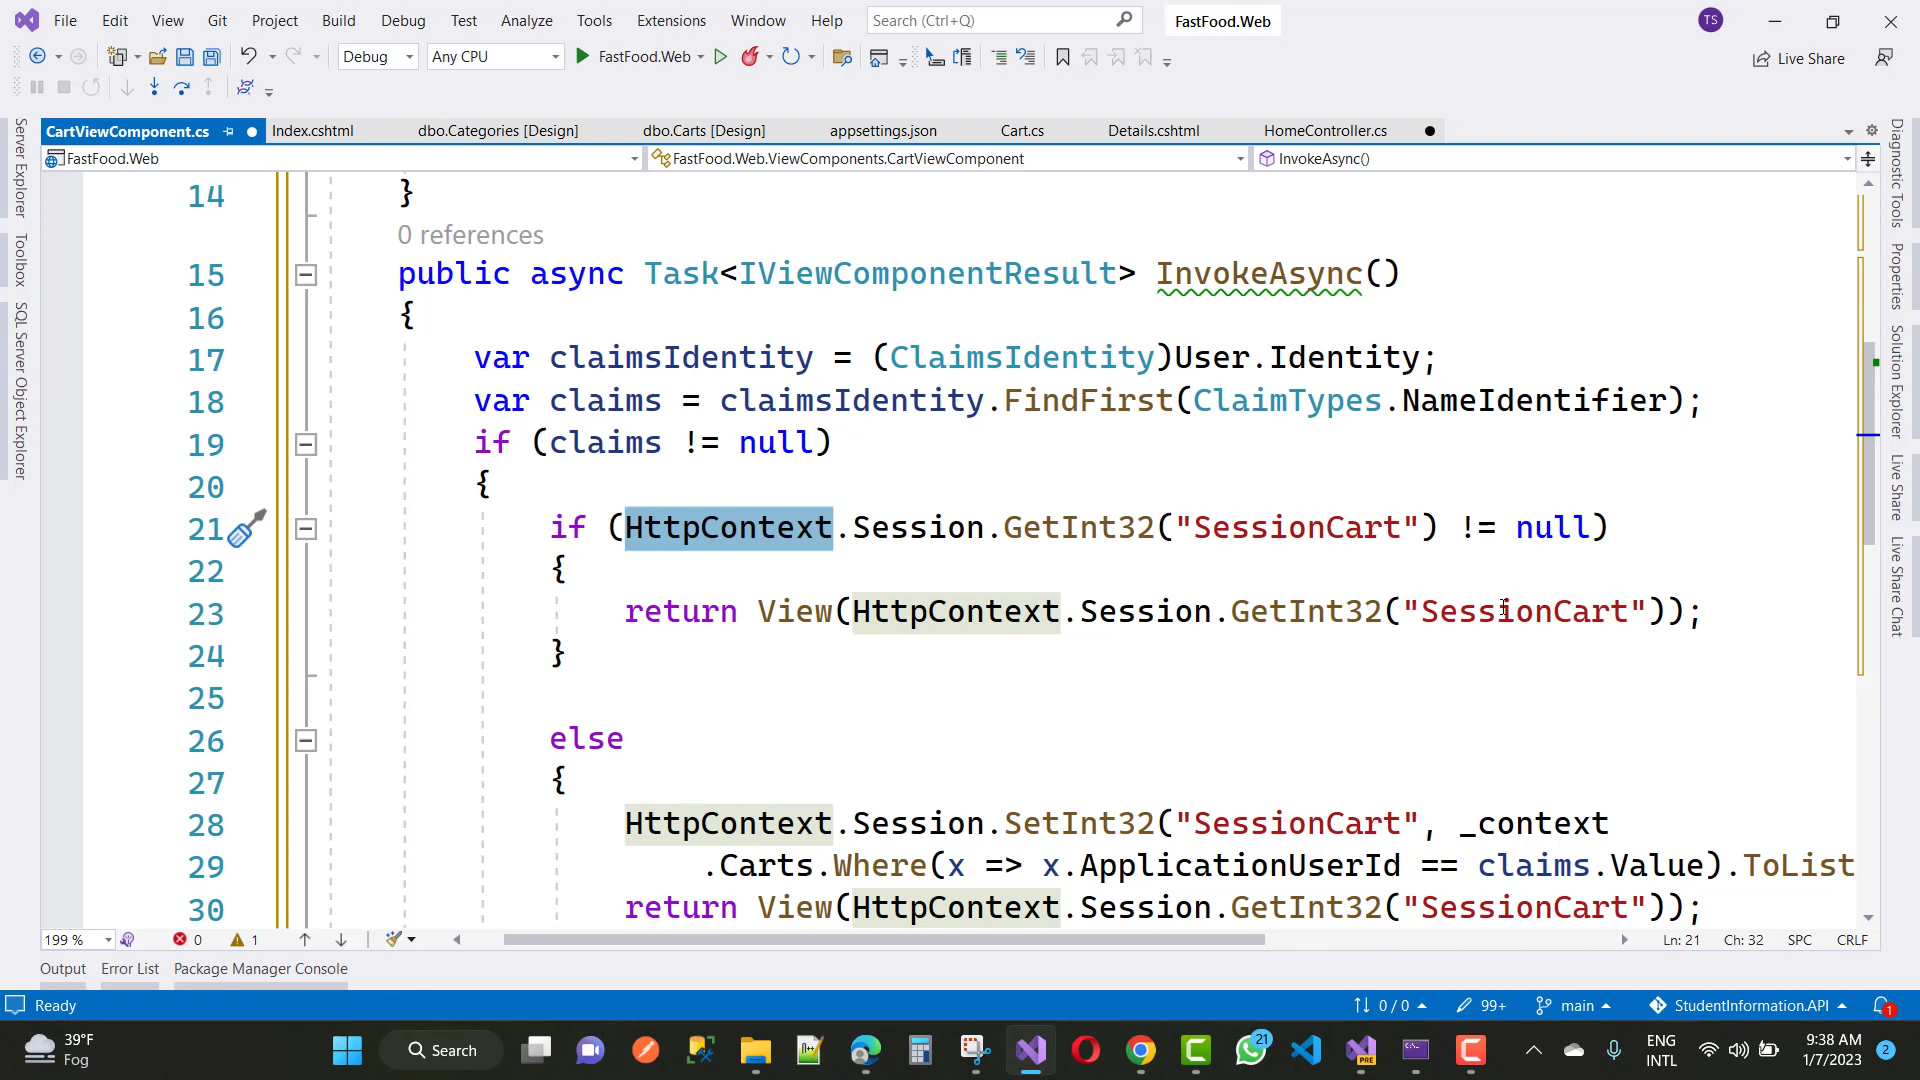 File Edit View Git Project Build Debug Test Analyze Tools Extensions Window Help Search (Ctrl+Q) FastFood.Web TS
Debug Any CPU FastFood.Web Live Share
CartViewComponent.cs Index.cshtml dbo.Categories [Design] dbo.Carts [Design] appsettings.json Cart.cs Details.cshtml HomeController.cs
FastFood.Web FastFood.Web.ViewComponents.CartViewComponent InvokeAsync()
Server Explorer
Toolbox
SQL Server Object Explorer
14 }
0 references
15 public async Task<IViewComponentResult> InvokeAsync()
16 {
17 var claimsIdentity = (ClaimsIdentity)User.Identity;
18 var claims = claimsIdentity.FindFirst(ClaimTypes.NameIdentifier);
19 if (claims != null)
20 {
21 if (HttpContext.Session.GetInt32("SessionCart") != null)
22 {
23 return View(HttpContext.Session.GetInt32("SessionCart"));
24 }
25
26 else
27 {
28 HttpContext.Session.SetInt32("SessionCart", _context
29 .Carts.Where(x => x.ApplicationUserId == claims.Value).ToList
30 return View(HttpContext.Session.GetInt32("SessionCart"));
Diagnostic Tools
Properties
Solution Explorer
Live Share
Live Share Chat
199 % 0 1 Ln: 21 Ch: 32 SPC CRLF
Output Error List Package Manager Console
Ready 0 / 0 99+ main StudentInformation.API 1
39°F
Fog
Search
PRE
21
ENG
INTL
9:38 AM
1/7/2023
2